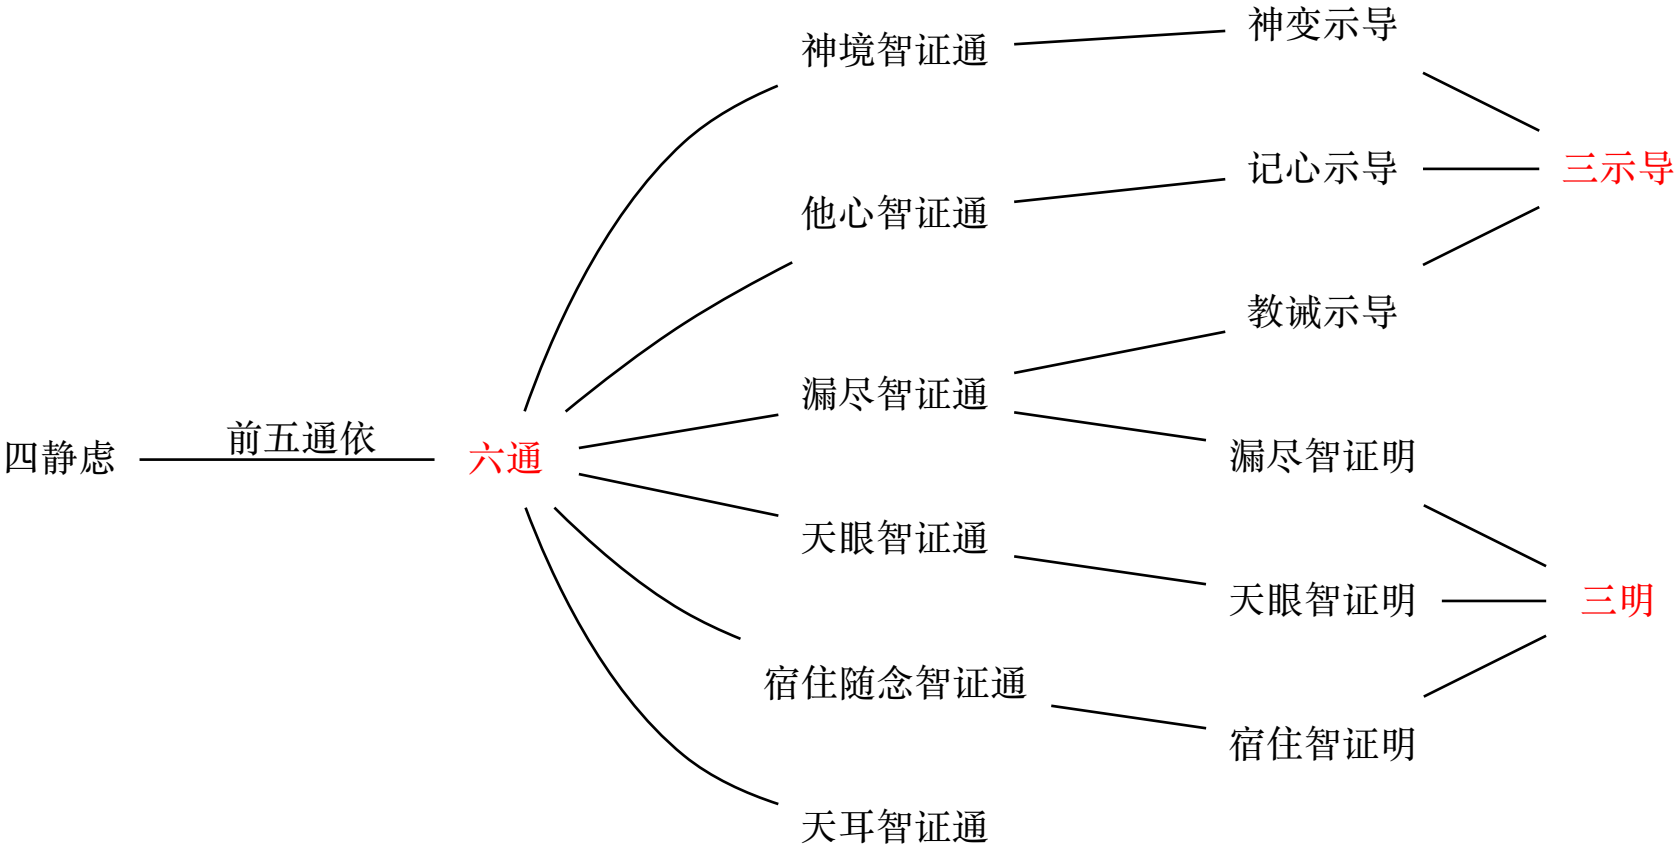 四静虑
前五通依
六通
神境智证通
他心智证通
漏尽智证通
天眼智证通
宿住随念智证通
天耳智证通
神变示导
记心示导
教诫示导
漏尽智证明
天眼智证明
宿住智证明
三示导
三明